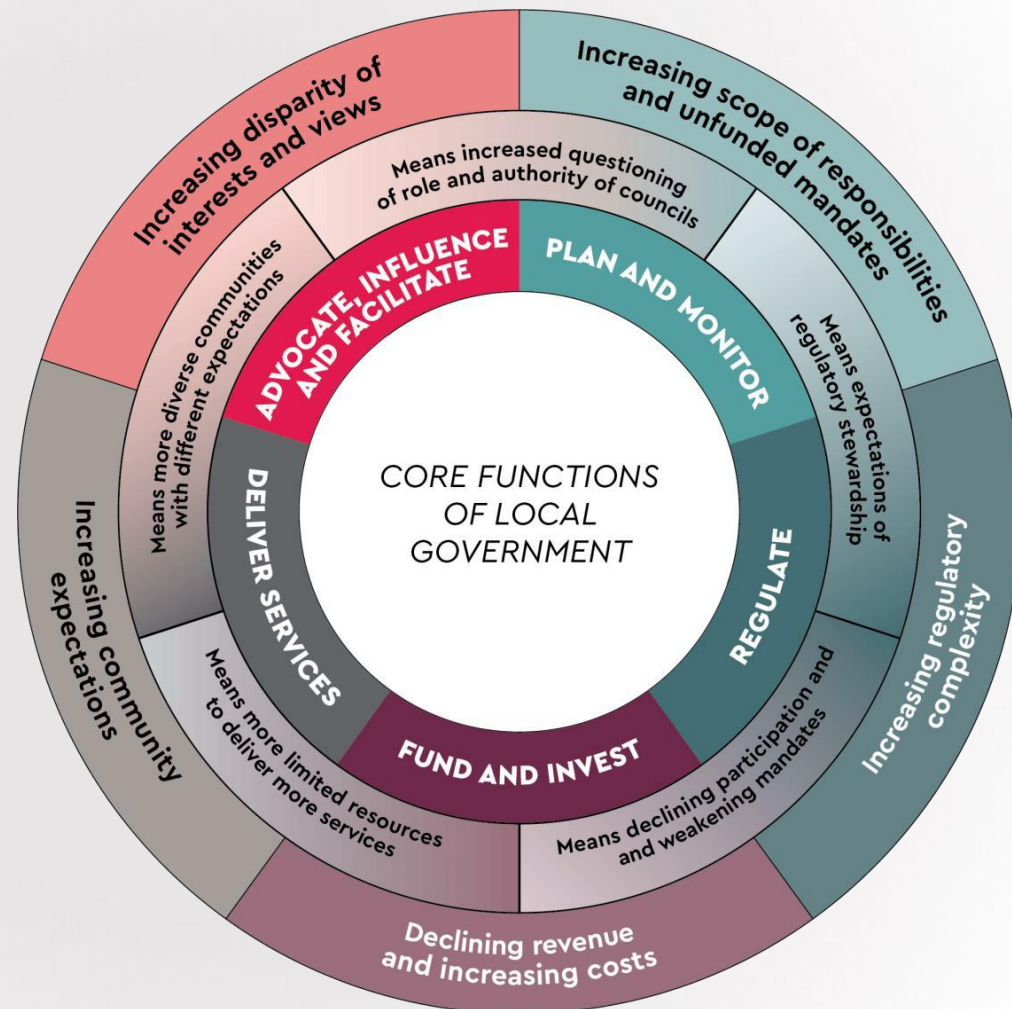 Increasing disparity of
interests and views
Increasing scope of responsibilities
and unfunded mandates
Increasing regulatory
complexity
Declining revenue
and increasing costs
Increasing community
expectations
Means increased questioning
of role and authority of councils
Means expectations of
regulatory stewardship
Means declining participation and
and weakening mandates
Means more limited resources
to deliver more services
Means more diverse communities
with different expectations
ADVOCATE, INFLUENCE
AND FACILITATE
PLAN AND MONITOR
REGULATE
FUND AND INVEST
DELIVER SERVICES
CORE FUNCTIONS
OF LOCAL
GOVERNMENT